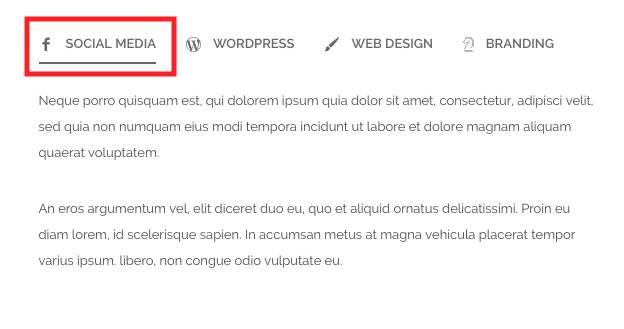 SOCIAL MEDIA WORDPRESS WEB DESIGN BRANDING
Neque porro quisquam est, qui dolorem ipsum quia dolor sit amet, consectetur, adipisci velit,
sed quia non numquam eius modi tempora incidunt ut labore et dolore magnam aliquam
quaerat voluptatem.
An eros argumentum vel, elit diceret duo eu, quo et aliquid ornatus delicatissimi. Proin eu
diam lorem, id scelerisque sapien. In accumsan metus at magna vehicula placerat tempor
varius ipsum. libero, non congue odio vulputate eu.